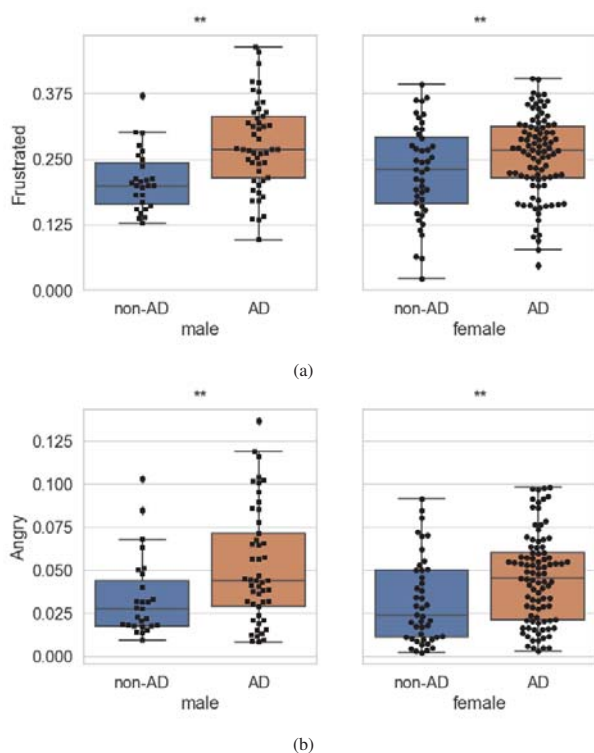 ** **
Frustrated
0.375
0.250
0.125
0.000
non-AD AD non-AD AD
male female
(a)
** **
Angry
0.125
0.100
0.075
0.050
0.025
0.000
non-AD AD non-AD AD
male female
(b)